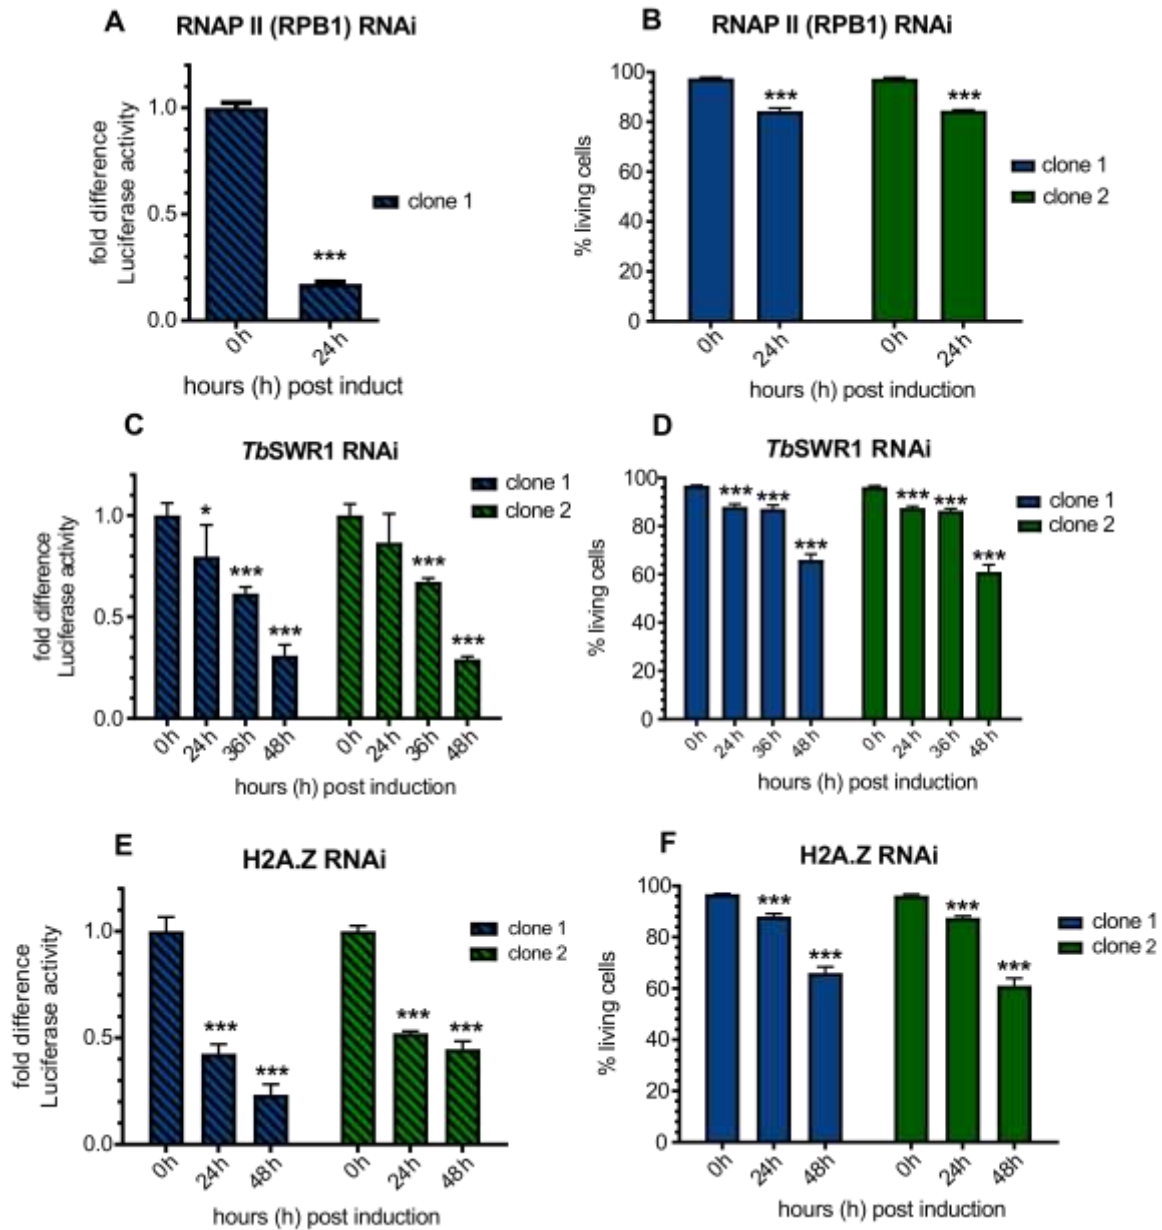 A
RNAP II (RPB1) RNAi
fold difference
Luciferase activity
1.0
0.5
0.0
***
0h
24h
hours (h) post induct
clone 1
B
RNAP II (RPB1) RNAi
% living cells
100
80
60
40
20
0
***
***
0h
24h
0h
24h
hours (h) post induction
clone 1
clone 2
C
TbSWR1 RNAi
fold difference
Luciferase activity
1.0
0.5
0.0
*
***
***
***
***
0h
24h
36h
48h
0h
24h
36h
48h
hours (h) post induction
clone 1
clone 2
D
TbSWR1 RNAi
% living cells
100
80
60
40
20
0
***
***
***
***
***
***
0h
24h
36h
48h
0h
24h
36h
48h
hours (h) post induction
clone 1
clone 2
E
H2A.Z RNAi
fold difference
Luciferase activity
1.0
0.5
0.0
***
***
***
***
0h
24h
48h
0h
24h
48h
hours (h) post induction
clone 1
clone 2
F
H2A.Z RNAi
% living cells
100
80
60
40
20
0
***
***
***
***
0h
24h
48h
0h
24h
48h
hours (h) post induction
clone 1
clone 2